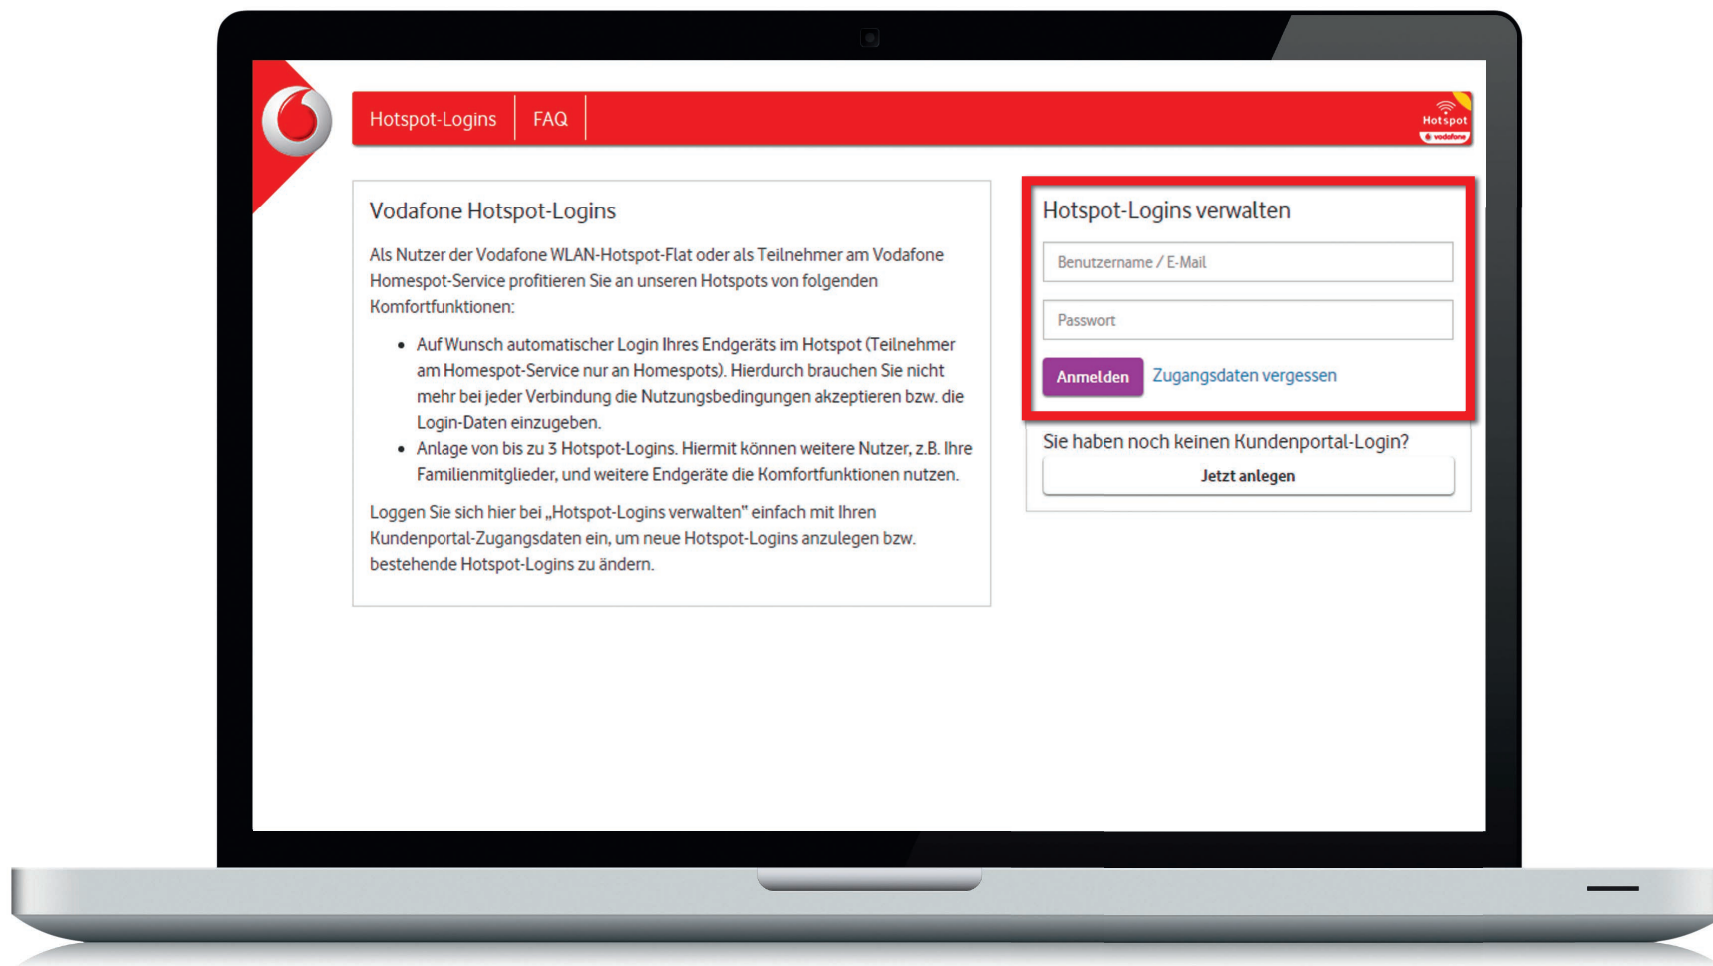 Hotspot-Logins
FAQ
Hotspot
vodafone
Vodafone Hotspot-Logins
Als Nutzer der Vodafone WLAN-Hotspot-Flat oder als Teilnehmer am Vodafone
Homespot-Service profitieren Sie an unseren Hotspots von folgenden
Komfortfunktionen:
• Auf Wunsch automatischer Login Ihres Endgeräts im Hotspot (Teilnehmer
am Homespot-Service nur an Homespots). Hierdurch brauchen Sie nicht
mehr bei jeder Verbindung die Nutzungsbedingungen akzeptieren bzw. die
Login-Daten einzugeben.
• Anlage von bis zu 3 Hotspot-Logins. Hiermit können weitere Nutzer, z.B. Ihre
Familienmitglieder, und weitere Endgeräte die Komfortfunktionen nutzen.
Loggen Sie sich hier bei „Hotspot-Logins verwalten" einfach mit Ihren
Kundenportal-Zugangsdaten ein, um neue Hotspot-Logins anzulegen bzw.
bestehende Hotspot-Logins zu ändern.
Hotspot-Logins verwalten
Benutzername / E-Mail
Passwort
Anmelden Zugangsdaten vergessen
Sie haben noch keinen Kundenportal-Login?
Jetzt anlegen